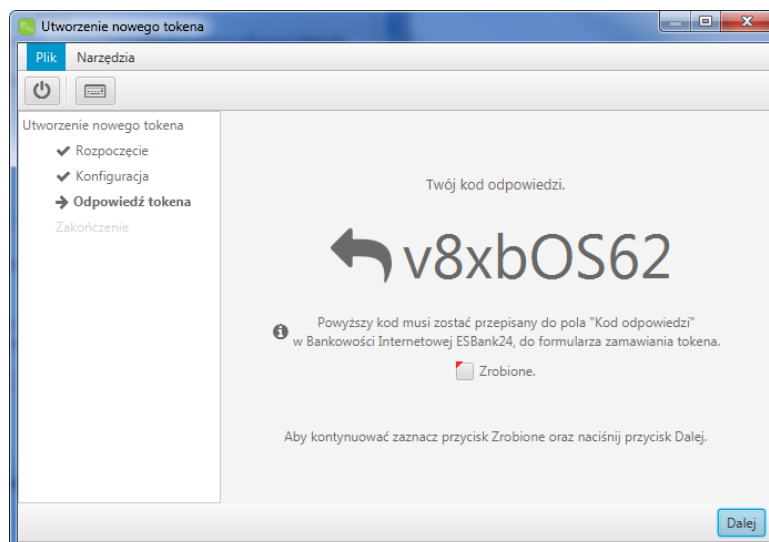 Utworzenie nowego tokena
Plik Narzędzia
Utworzenie nowego tokena
Rozpoczęcie
Konfiguracja
Odpowiedź tokena
Zakończenie
Twój kod odpowiedzi.
v8xbOS62
Powyższy kod musi zostać przepisany do pola "Kod odpowiedzi"
w Bankowości Internetowej ESBank24, do formularza zamawiania tokena.
Zrobione.
Aby kontynuować zaznacz przycisk Zrobione oraz naciśnij przycisk Dalej.
Dalej